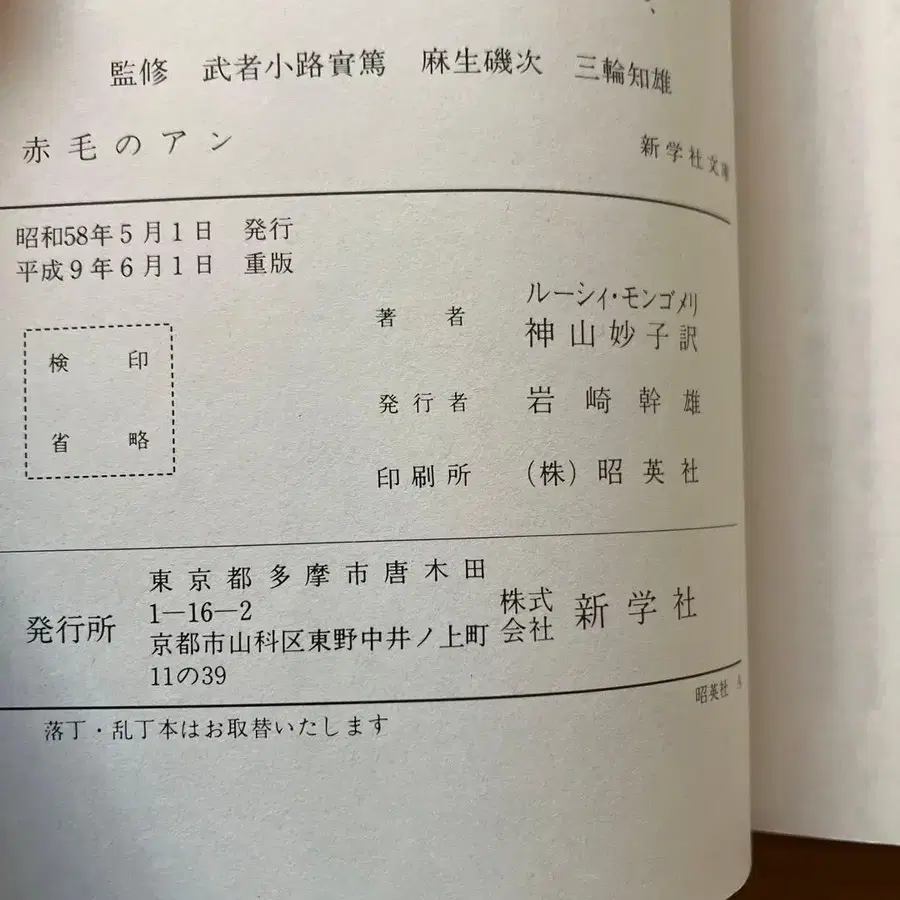 監修 武者小路實篤 麻生磯次 三輪知雄
赤毛のアン
新学社文庫
昭和58年5月1日 発行
平成9年6月1日 重版
検印
省略
著者 ルーシィ・モンゴメリ
神山妙子訳
発行者 岩崎幹雄
印刷所 (株)昭英社
発行所
東京都多摩市唐木田
1―16―2
京都市山科区東野中井ノ上町
11の39
株式
会社
新学社
昭英社
落丁・乱丁本はお取替いたします